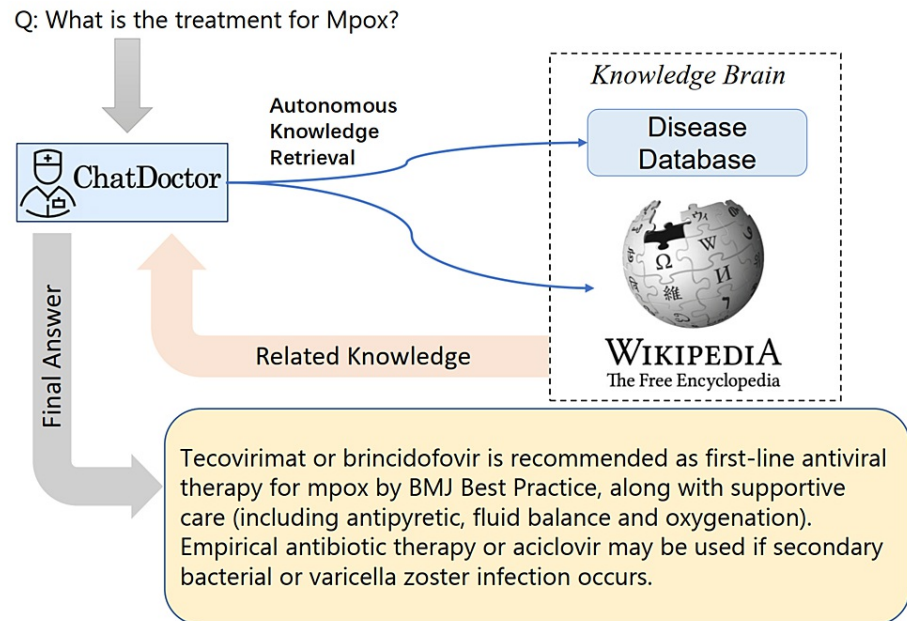 Q: What is the treatment for Mpox?
Knowledge Brain
Autonomous
Knowledge
Retrieval
Disease
Database
ChatDoctor
Ω
W
И
維
WIKIPEDIA
The Free Encyclopedia
Related Knowledge
Final Answer
Tecovirimat or brincidofovir is recommended as first-line antiviral
therapy for mpox by BMJ Best Practice, along with supportive
care (including antipyretic, fluid balance and oxygenation).
Empirical antibiotic therapy or aciclovir may be used if secondary
bacterial or varicella zoster infection occurs.